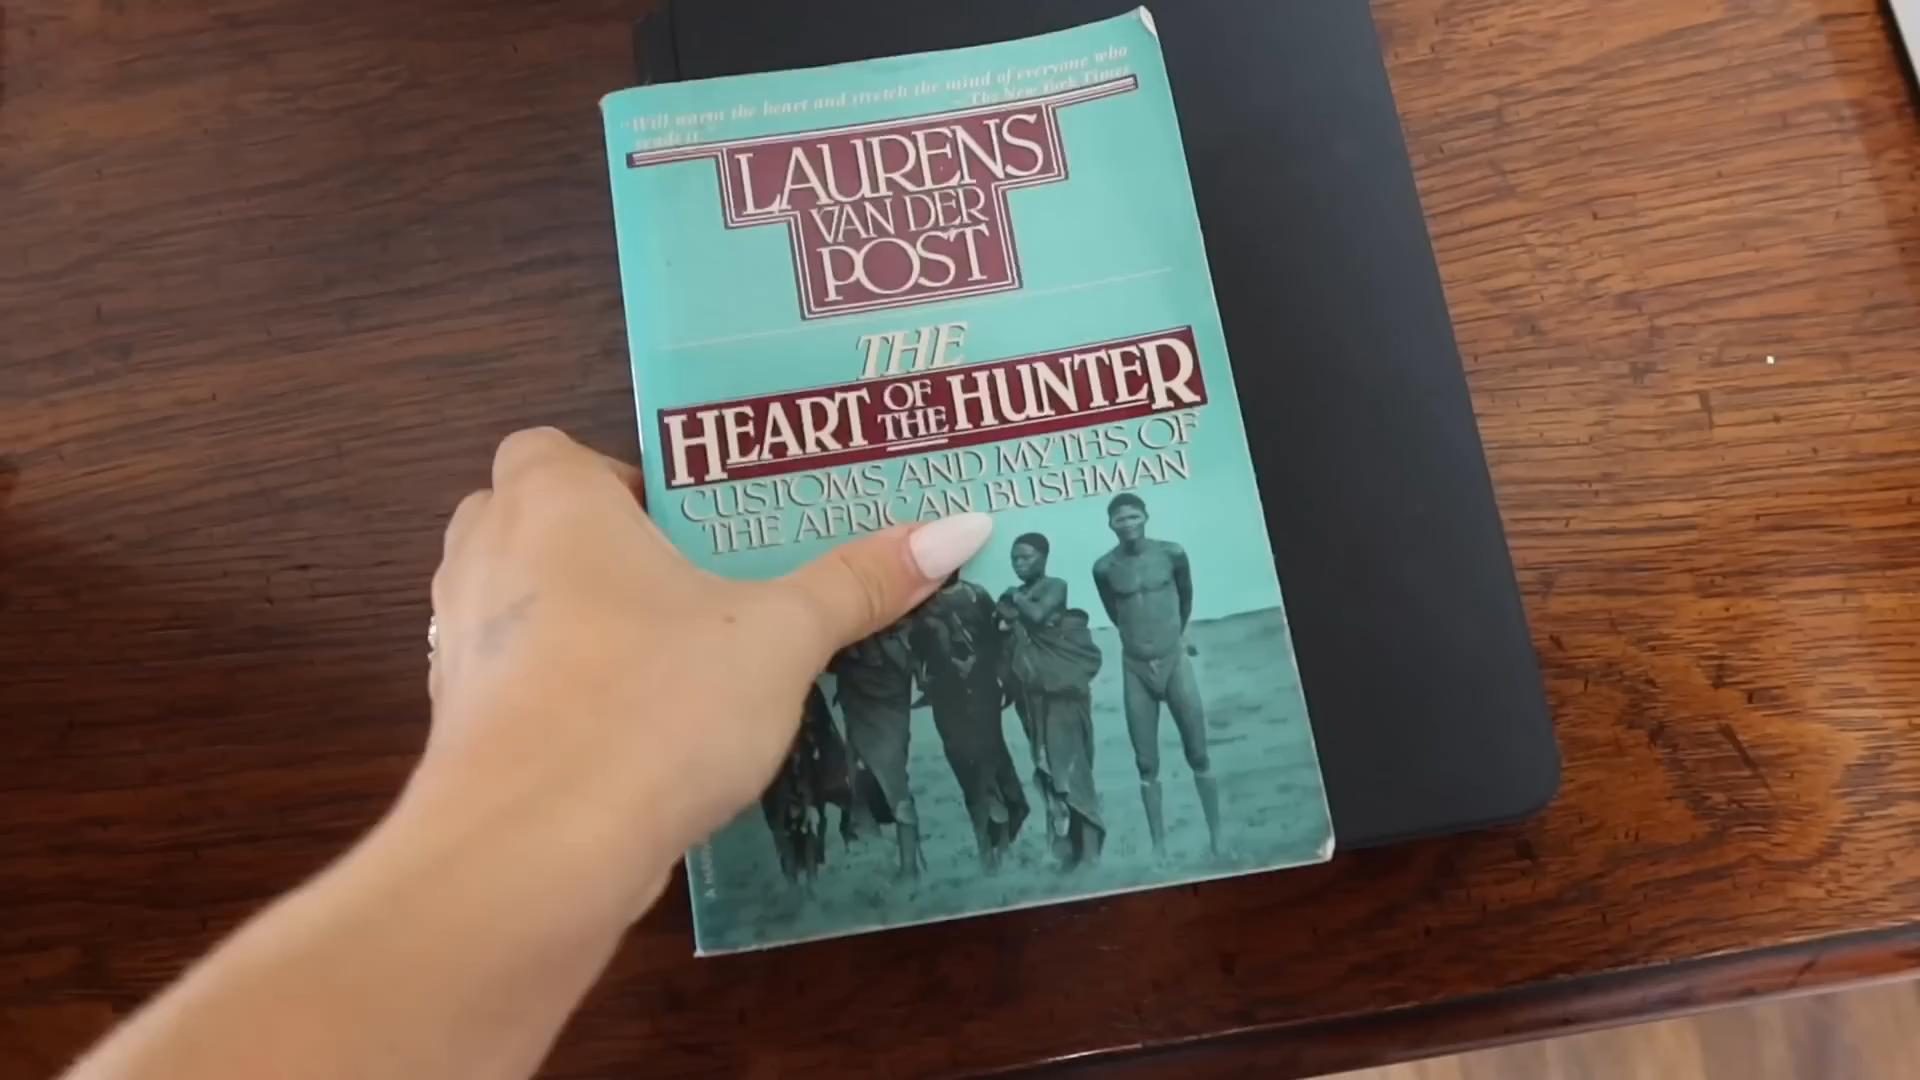 "Will warm the heart and stretch the mind of everyone who
reads it."
—The New York Times
LAURENS
VAN DER
POST
THE
HEART OF THE HUNTER
CUSTOMS AND MYTHS OF
THE AFRICAN BUSHMAN